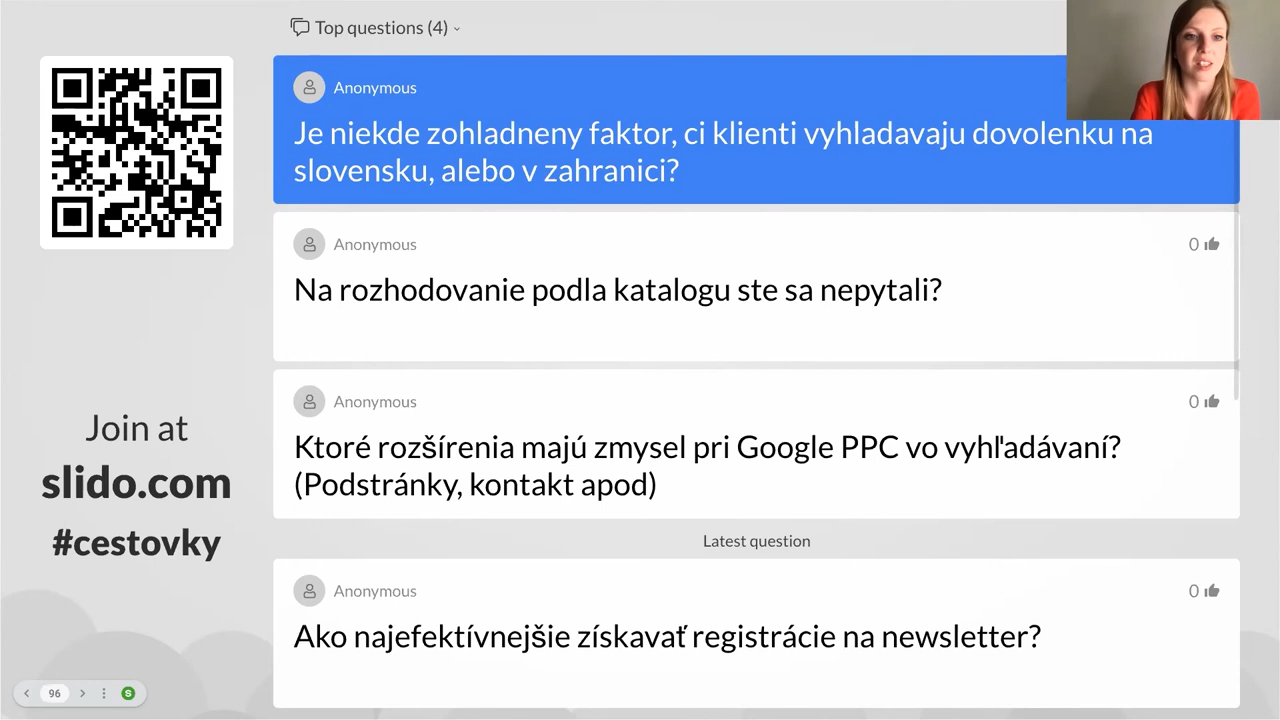 Top questions (4)
Anonymous
Je niekde zohladneny faktor, ci klienti vyhladavaju dovolenku na
slovensku, alebo v zahranici?
Anonymous
0
Na rozhodovanie podla katalogu ste sa nepytali?
Anonymous
0
Ktoré rozšírenia majú zmysel pri Google PPC vo vyhľadávaní?
(Podstránky, kontakt apod)
Latest question
Anonymous
0
Ako najefektívnejšie získavať registrácie na newsletter?
Join at
slido.com
#cestovky
96
S